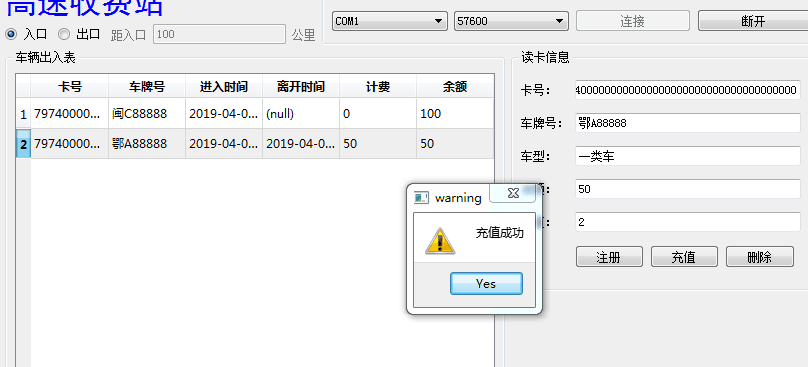 高速收费站
入口 出口 距入口 100 公里
COM1 57600 连接 断开
车辆出入表
卡号 车牌号 进入时间 离开时间 计费 余额
1 79740000... 闽C88888 2019-04-0... (null) 0 100
2 79740000... 鄂A88888 2019-04-0... 2019-04-0... 50 50
读卡信息
卡号：
车牌号： 鄂A88888
车型： 一类车
50
2
注册 充值 删除
warning
充值成功
Yes